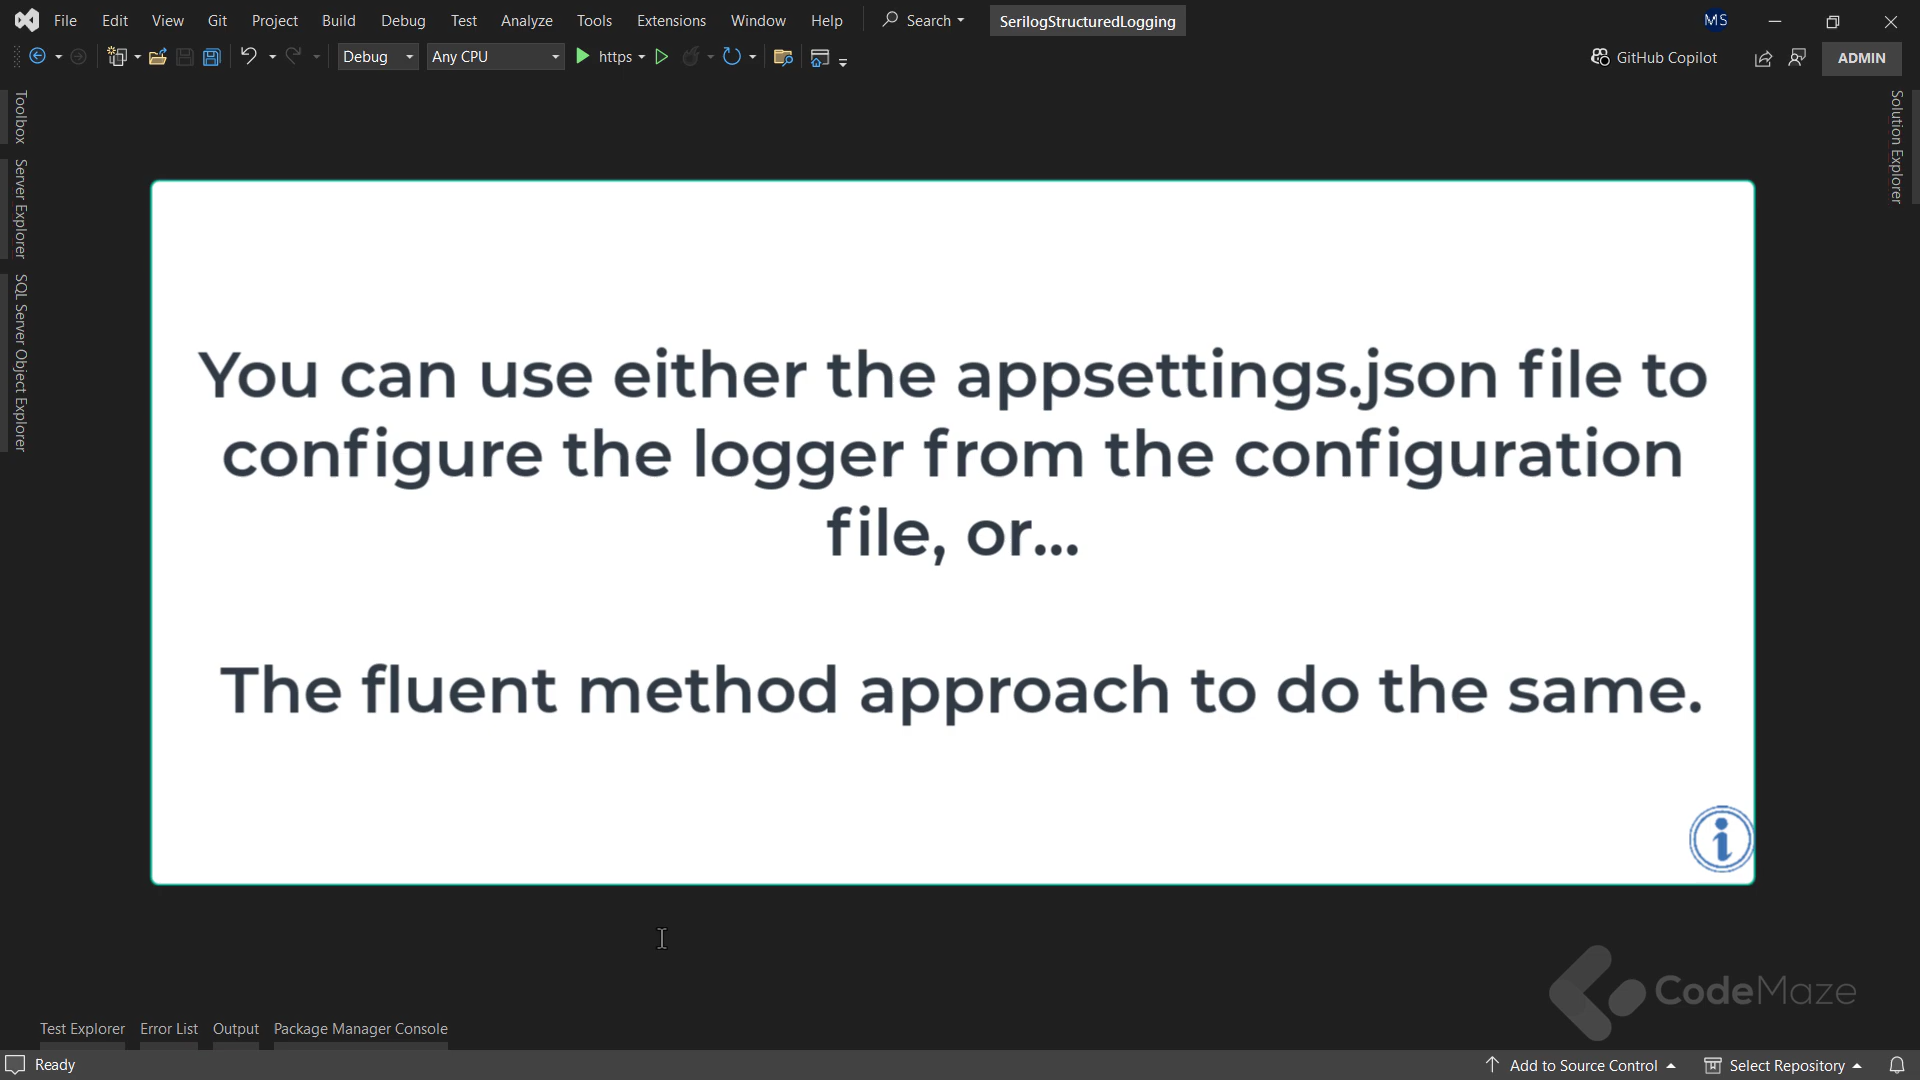 File Edit View Git Project Build Debug Test Analyze Tools Extensions Window Help Search SerilogStructuredLogging MS
Debug Any CPU https GitHub Copilot ADMIN
Toolbox
Server Explorer
SQL Server Object Explorer
Solution Explorer
You can use either the appsettings.json file to
configure the logger from the configuration
file, or...
The fluent method approach to do the same.
i
CodeMaze
Test Explorer Error List Output Package Manager Console
Ready Add to Source Control Select Repository